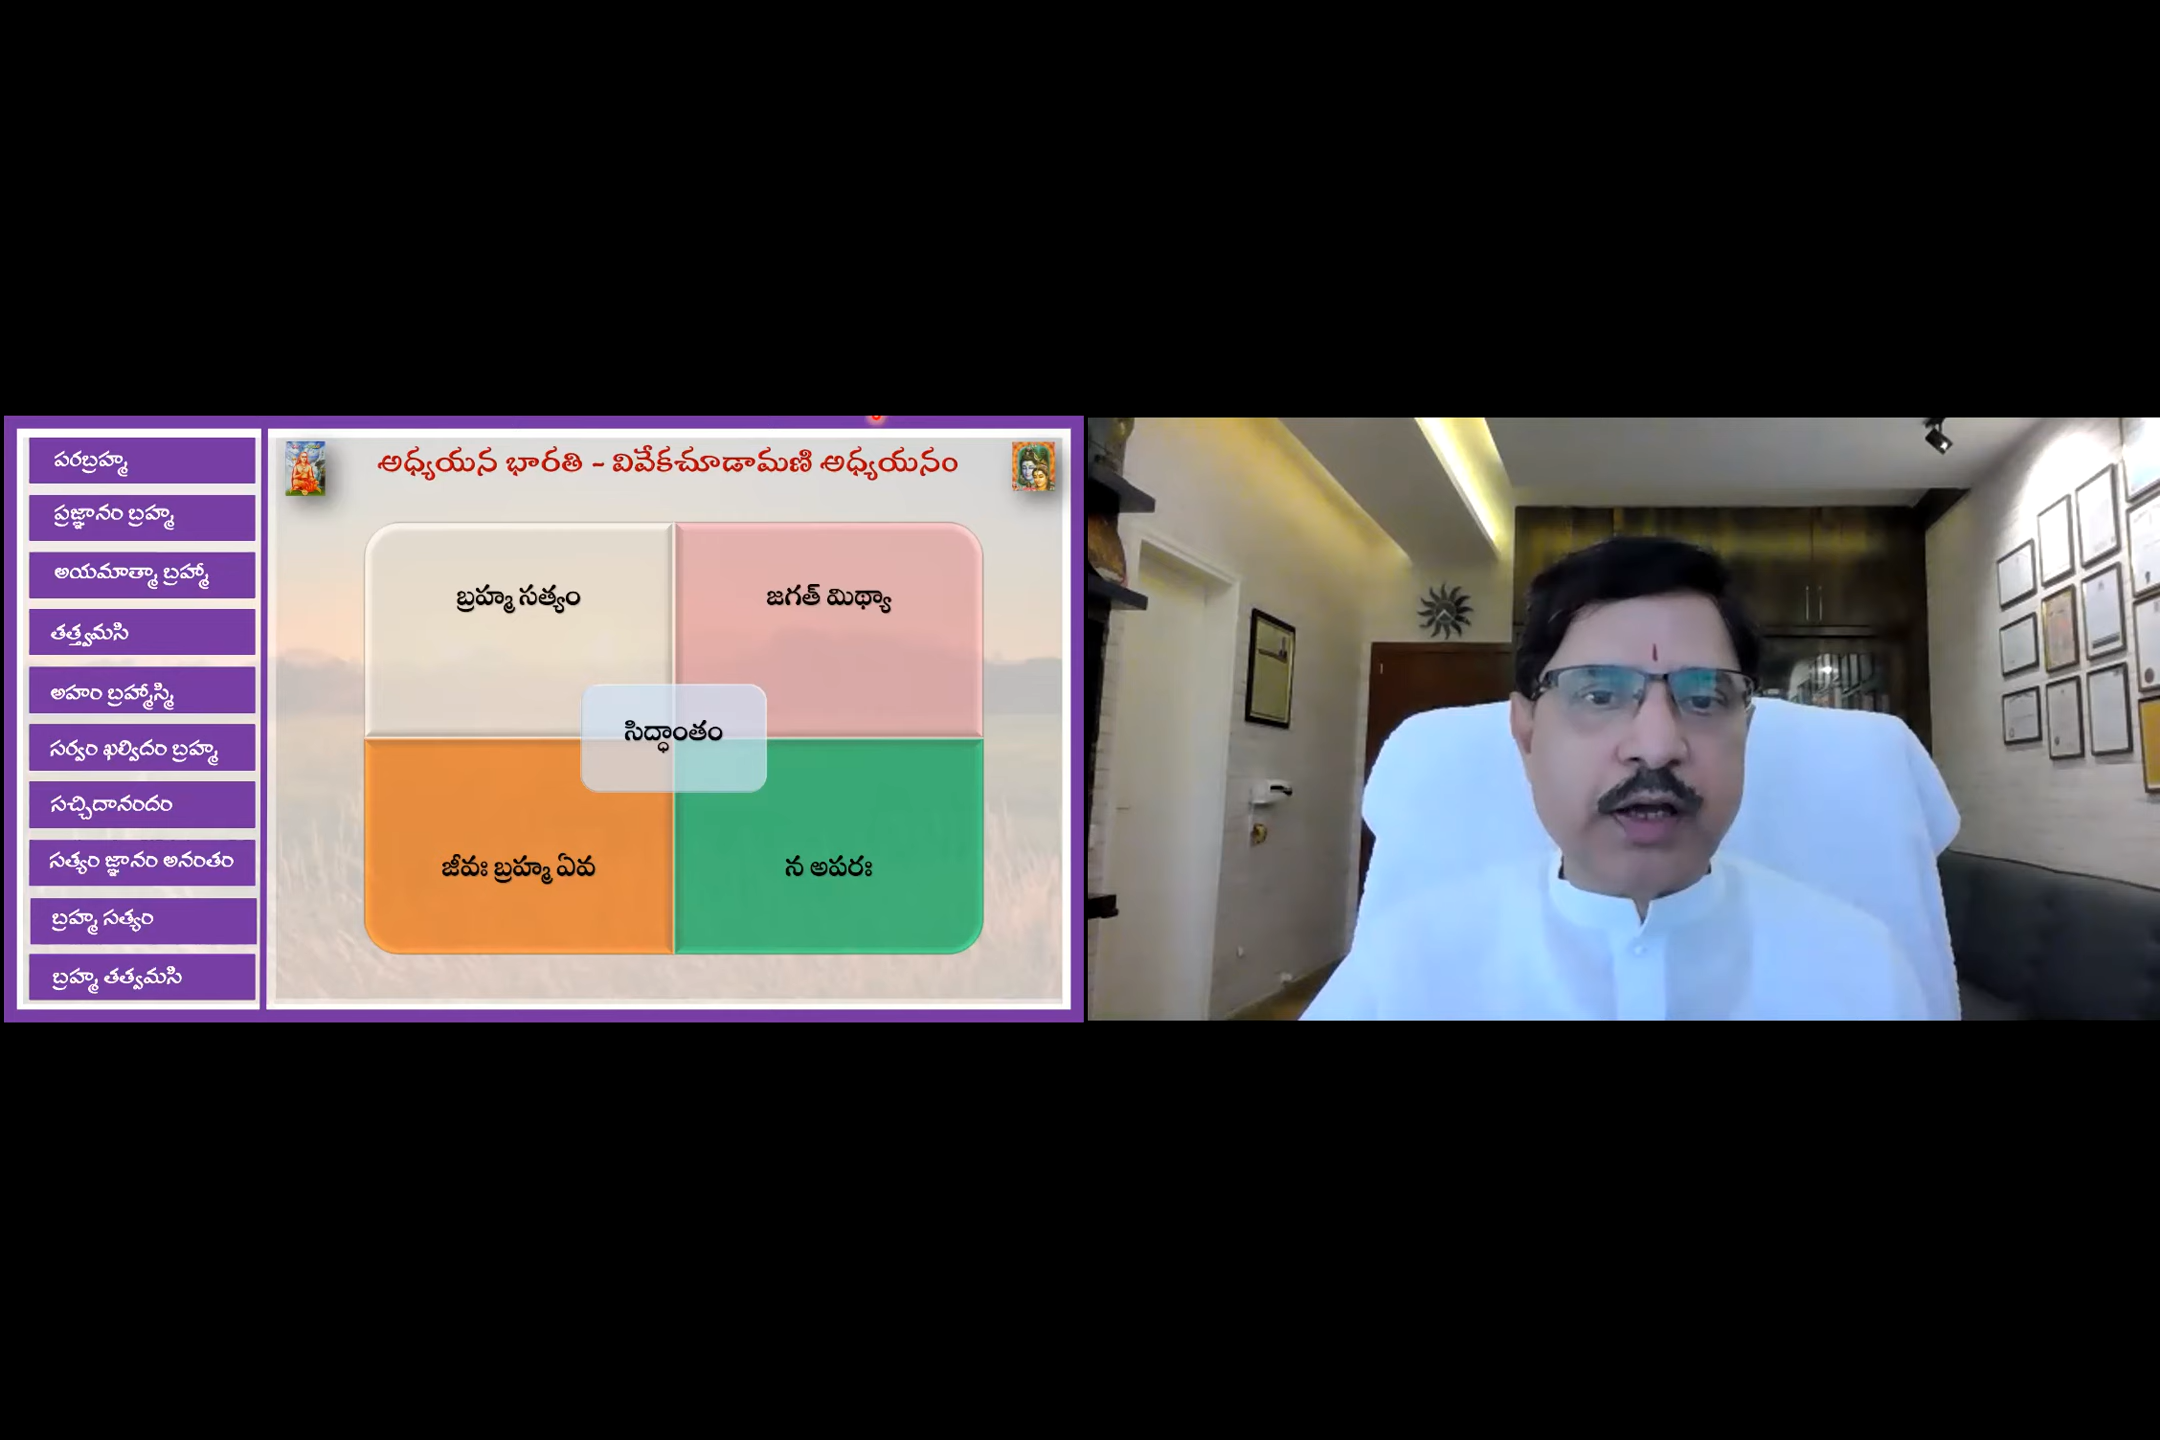 పరబ్రహ్మ
ప్రజ్ఞానం బ్రహ్మ
అయమాత్మా బ్రహ్మా
తత్త్వమసి
అహం బ్రహ్మాస్మి
సర్వం ఖల్విదం బ్రహ్మ
సచ్చిదానందం
సత్యం జ్ఞానం అనంతం
బ్రహ్మ సత్యం
బ్రహ్మ తత్వమసి
అధ్యయన భారతి - వివేకచూడామణి అధ్యయనం
బ్రహ్మ సత్యం
జగత్ మిథ్యా
సిద్ధాంతం
జీవః బ్రహ్మ ఏవ
న అపరః